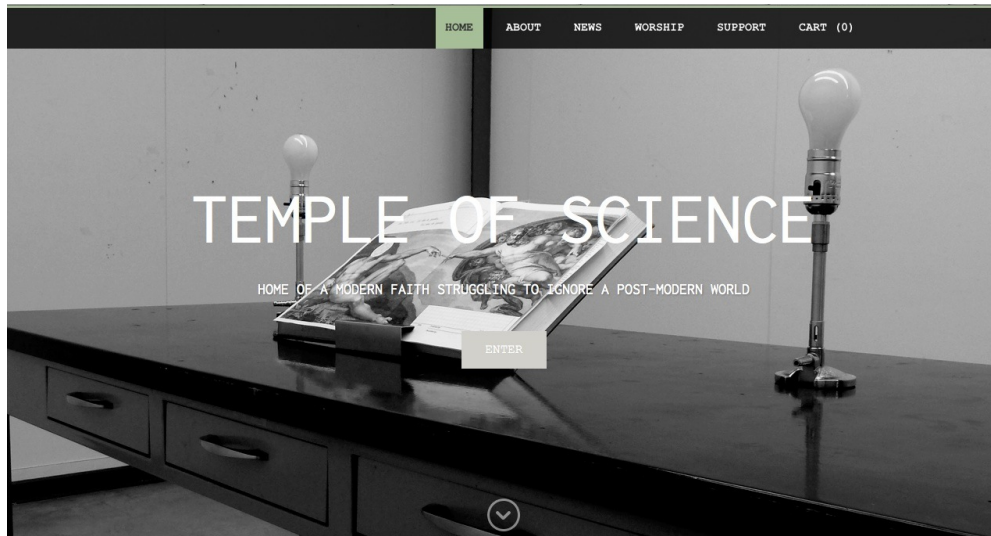 HOME ABOUT NEWS WORSHIP SUPPORT CART (0)
TEMPLE OF SCIENCE
HOME OF A MODERN FAITH STRUGGLING TO IGNORE A POST-MODERN WORLD
ENTER